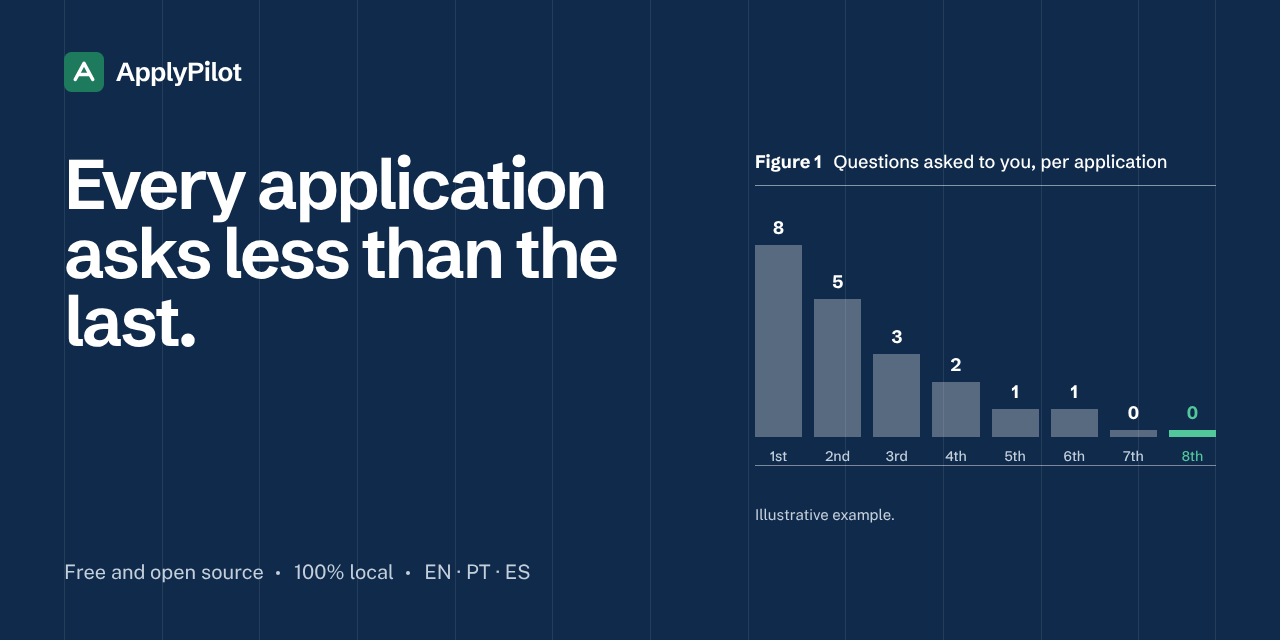 ApplyPilot
Every application
asks less than the
last.
Free and open source • 100% local • EN · PT · ES
Figure 1 Questions asked to you, per application
8
5
3
2
1
1
0
0
1st 2nd 3rd 4th 5th 6th 7th 8th
Illustrative example.